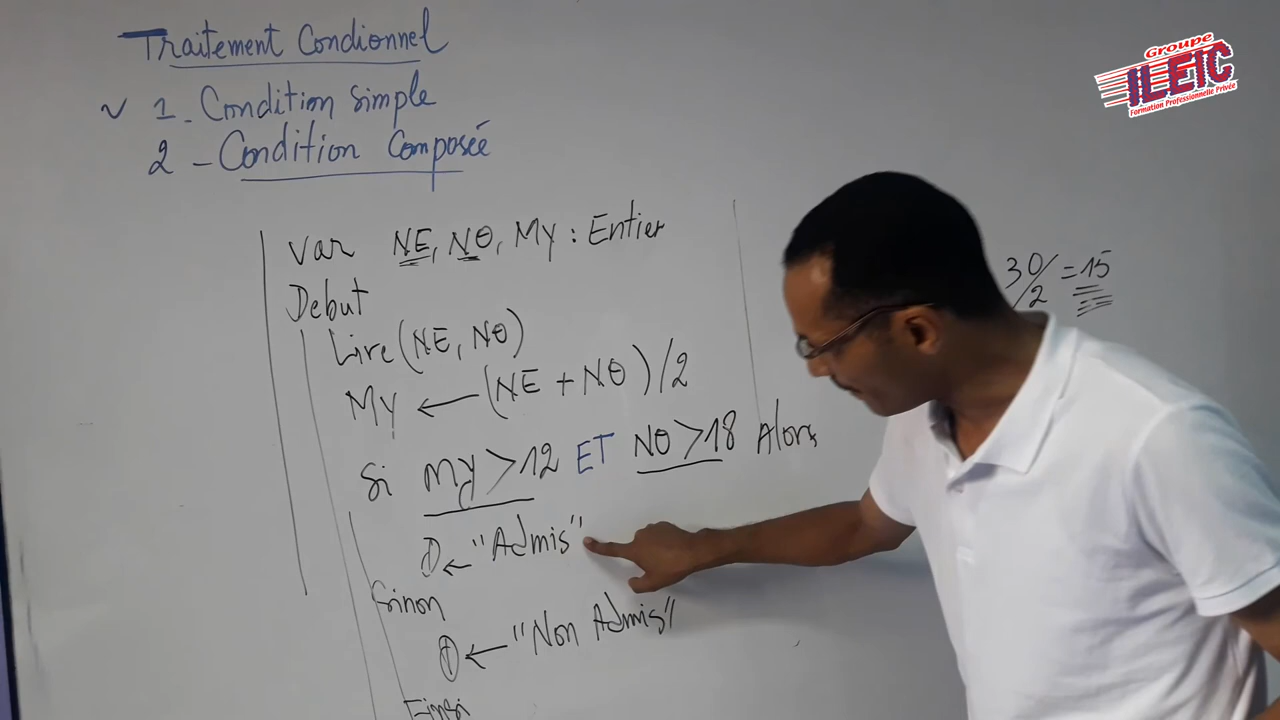 Traitement Condionnel
✓ 1. Condition Simple
2 - Condition Composée
Var NE, NO, My : Entier
Debut
Lire (NE, NO)
My ← (NE + NO) / 2
Si My > 12 ET NO > 18 Alors
D ← "Admis"
Sinon
D ← "Non Admis"
Finsi
30/2 = 15
Groupe
ILEIC
Formation Professionnelle Privée